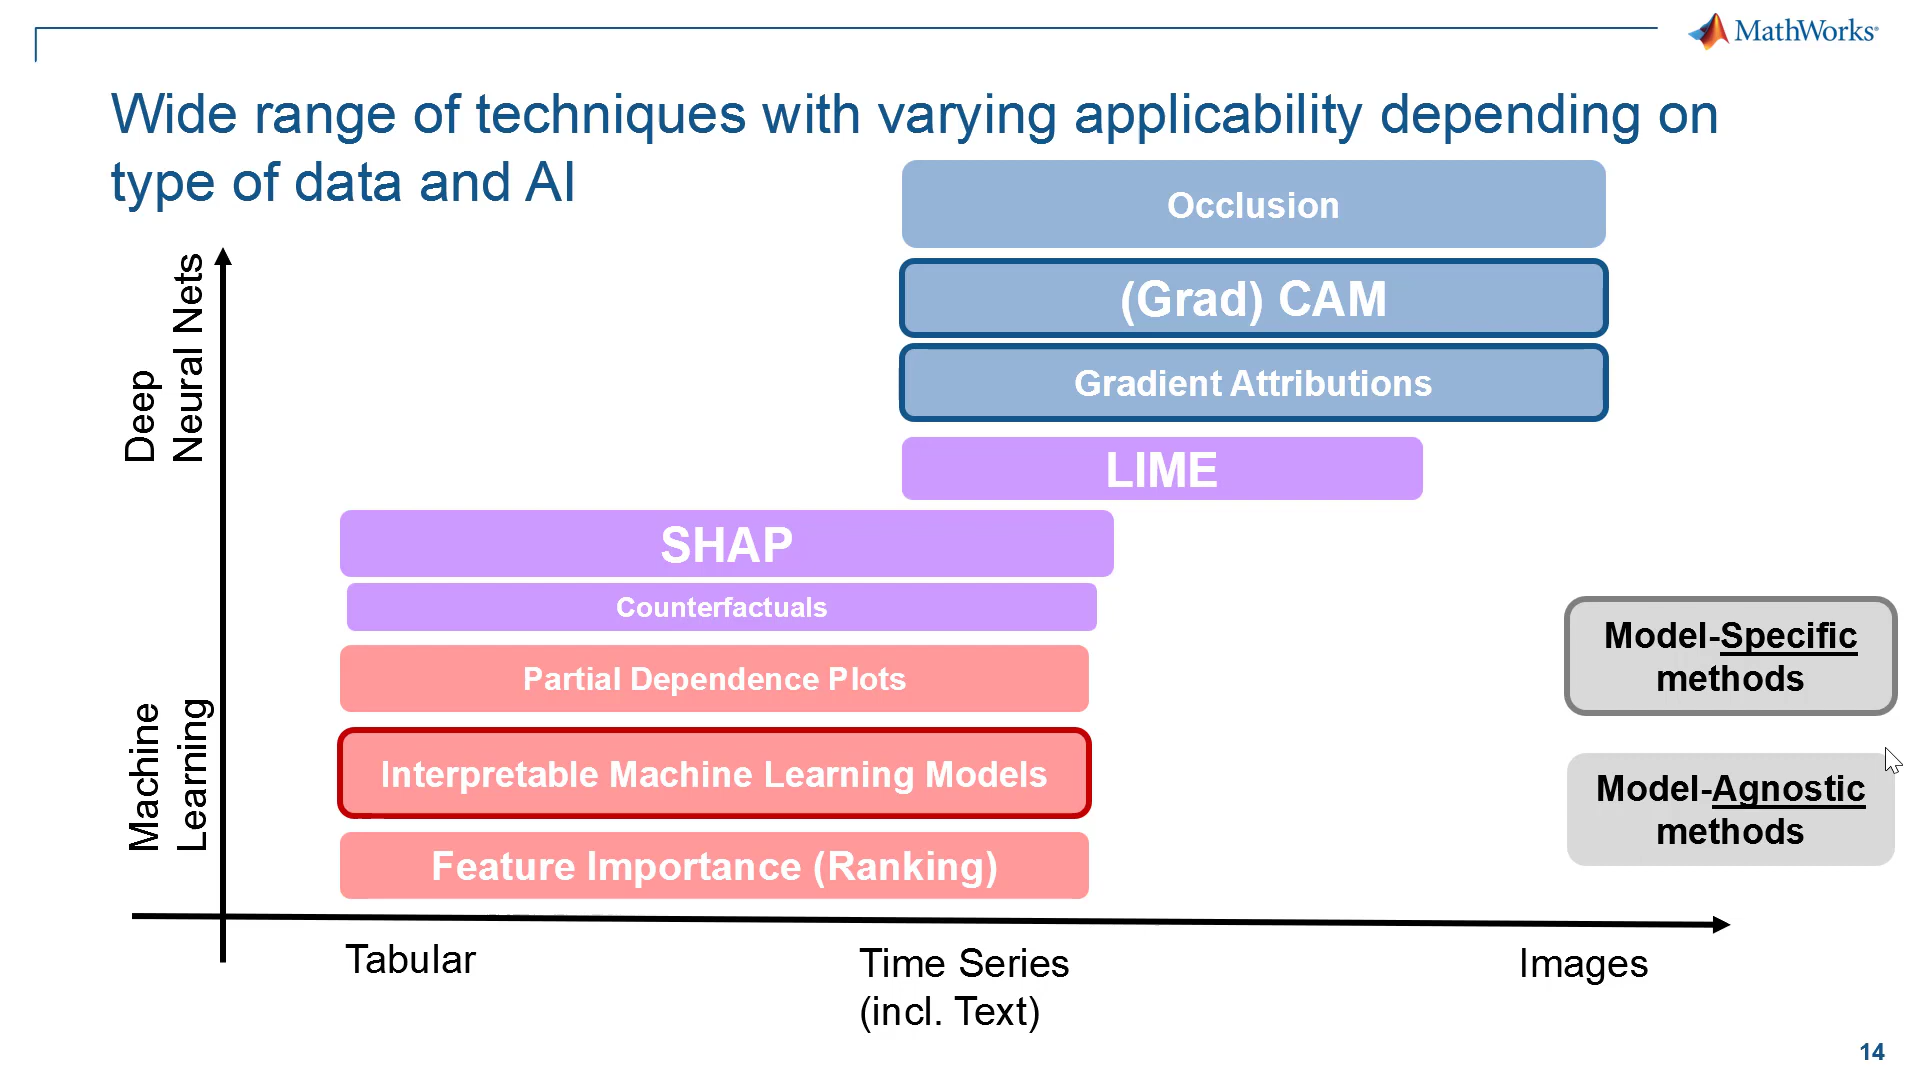 MathWorks
Wide range of techniques with varying applicability depending on
type of data and AI
Occlusion
(Grad) CAM
Gradient Attributions
LIME
SHAP
Counterfactuals
Partial Dependence Plots
Interpretable Machine Learning Models
Feature Importance (Ranking)
Deep
Neural Nets
Machine
Learning
Model-Specific
methods
Model-Agnostic
methods
Tabular
Time Series
(incl. Text)
Images
14